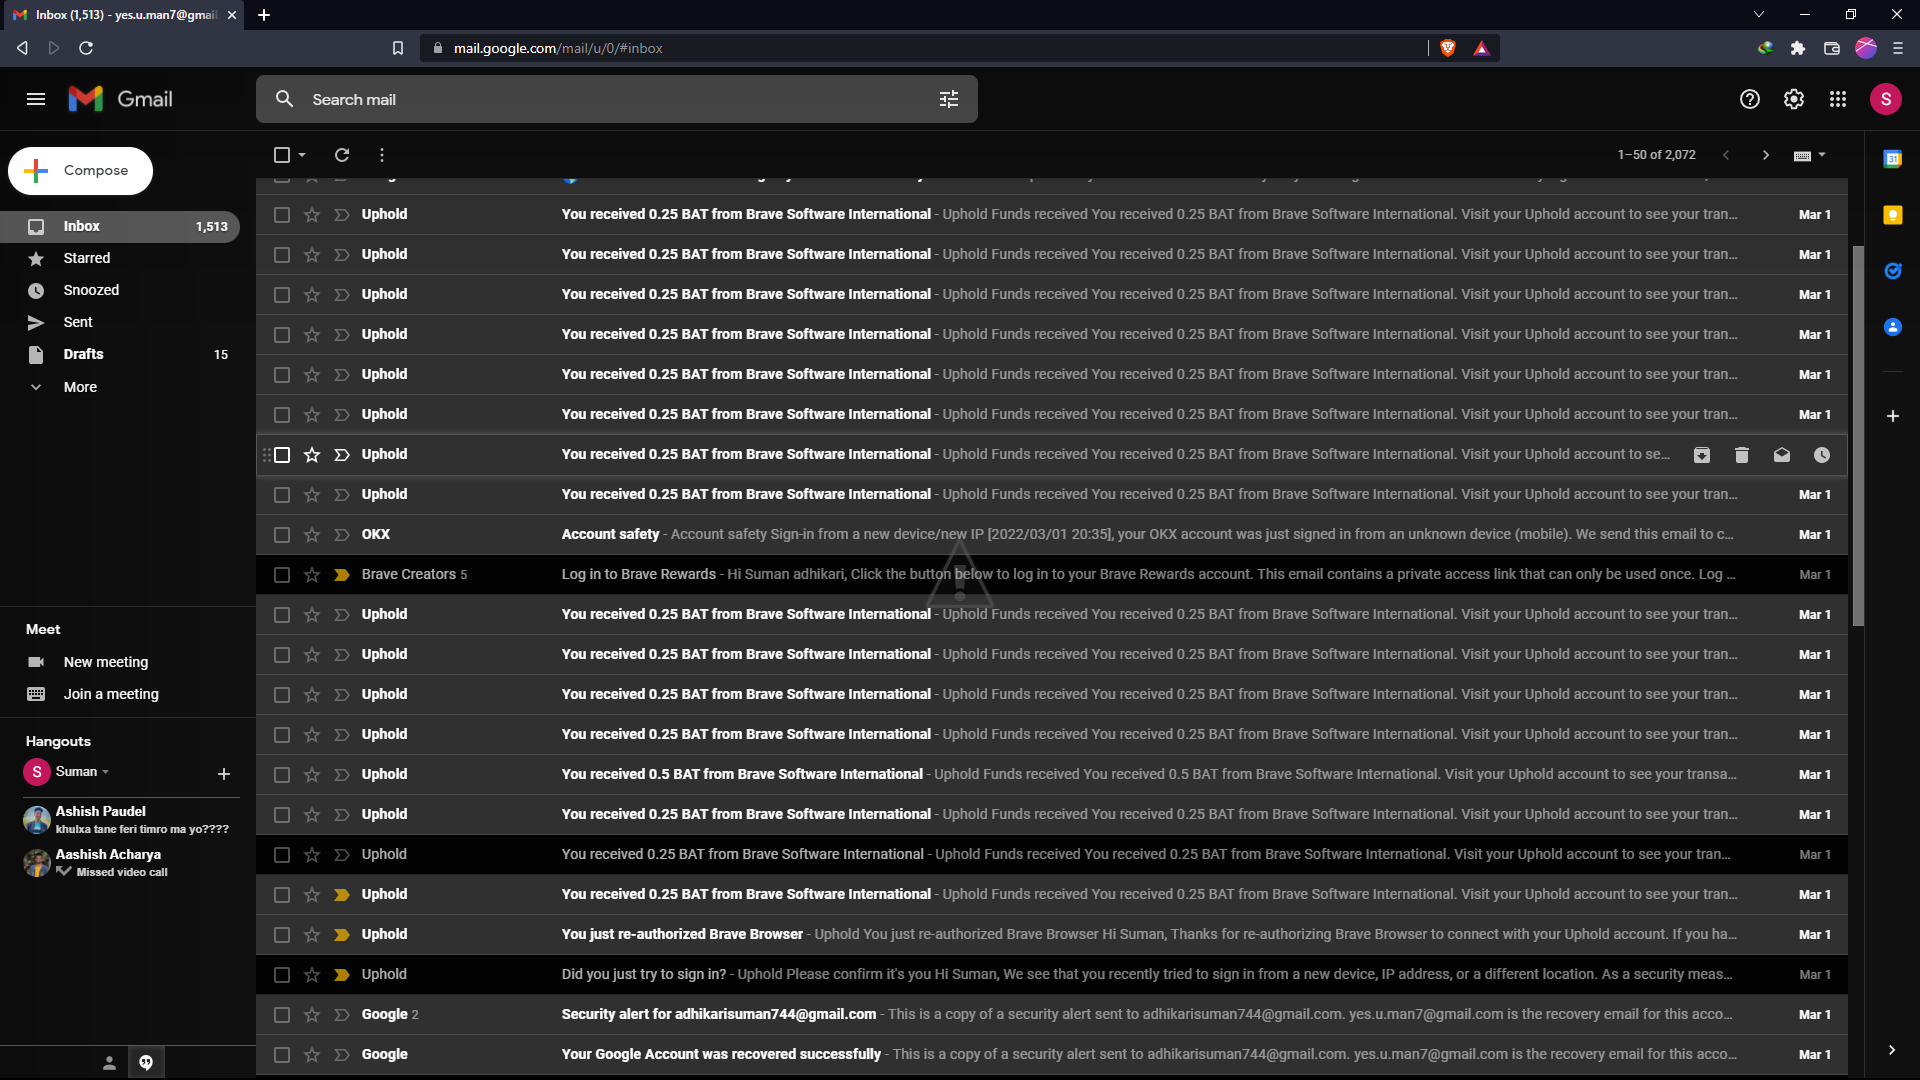 Inbox (1,513) - yes.u.man7@gmail
mail.google.com/mail/u/0/#inbox
Gmail
Search mail
S
Compose
1–50 of 2,072
31
Inbox 1,513
Starred
Snoozed
Sent
Drafts 15
More
Uphold You received 0.25 BAT from Brave Software International - Uphold Funds received You received 0.25 BAT from Brave Software International. Visit your Uphold account to see your tran... Mar 1
Uphold You received 0.25 BAT from Brave Software International - Uphold Funds received You received 0.25 BAT from Brave Software International. Visit your Uphold account to see your tran... Mar 1
Uphold You received 0.25 BAT from Brave Software International - Uphold Funds received You received 0.25 BAT from Brave Software International. Visit your Uphold account to see your tran... Mar 1
Uphold You received 0.25 BAT from Brave Software International - Uphold Funds received You received 0.25 BAT from Brave Software International. Visit your Uphold account to see your tran... Mar 1
Uphold You received 0.25 BAT from Brave Software International - Uphold Funds received You received 0.25 BAT from Brave Software International. Visit your Uphold account to see your tran... Mar 1
Uphold You received 0.25 BAT from Brave Software International - Uphold Funds received You received 0.25 BAT from Brave Software International. Visit your Uphold account to see your tran... Mar 1
Uphold You received 0.25 BAT from Brave Software International - Uphold Funds received You received 0.25 BAT from Brave Software International. Visit your Uphold account to se...
Uphold You received 0.25 BAT from Brave Software International - Uphold Funds received You received 0.25 BAT from Brave Software International. Visit your Uphold account to see your tran... Mar 1
OKX Account safety - Account safety Sign-in from a new device/new IP [2022/03/01 20:35], your OKX account was just signed in from an unknown device (mobile). We send this email to c... Mar 1
Brave Creators 5 Log in to Brave Rewards - Hi Suman adhikari, Click the button below to log in to your Brave Rewards account. This email contains a private access link that can only be used once. Log ... Mar 1
Uphold You received 0.25 BAT from Brave Software International - Uphold Funds received You received 0.25 BAT from Brave Software International. Visit your Uphold account to see your tran... Mar 1
Uphold You received 0.25 BAT from Brave Software International - Uphold Funds received You received 0.25 BAT from Brave Software International. Visit your Uphold account to see your tran... Mar 1
Uphold You received 0.25 BAT from Brave Software International - Uphold Funds received You received 0.25 BAT from Brave Software International. Visit your Uphold account to see your tran... Mar 1
Uphold You received 0.25 BAT from Brave Software International - Uphold Funds received You received 0.25 BAT from Brave Software International. Visit your Uphold account to see your tran... Mar 1
Uphold You received 0.5 BAT from Brave Software International - Uphold Funds received You received 0.5 BAT from Brave Software International. Visit your Uphold account to see your transa... Mar 1
Uphold You received 0.25 BAT from Brave Software International - Uphold Funds received You received 0.25 BAT from Brave Software International. Visit your Uphold account to see your tran... Mar 1
Uphold You received 0.25 BAT from Brave Software International - Uphold Funds received You received 0.25 BAT from Brave Software International. Visit your Uphold account to see your tran... Mar 1
Uphold You received 0.25 BAT from Brave Software International - Uphold Funds received You received 0.25 BAT from Brave Software International. Visit your Uphold account to see your tran... Mar 1
Uphold You just re-authorized Brave Browser - Uphold You just re-authorized Brave Browser Hi Suman, Thanks for re-authorizing Brave Browser to connect with your Uphold account. If you ha... Mar 1
Uphold Did you just try to sign in? - Uphold Please confirm it's you Hi Suman, We see that you recently tried to sign in from a new device, IP address, or a different location. As a security meas... Mar 1
Google 2 Security alert for adhikarisuman744@gmail.com - This is a copy of a security alert sent to adhikarisuman744@gmail.com. yes.u.man7@gmail.com is the recovery email for this acco... Mar 1
Google Your Google Account was recovered successfully - This is a copy of a security alert sent to adhikarisuman744@gmail.com. yes.u.man7@gmail.com is the recovery email for this acco... Mar 1
Meet
New meeting
Join a meeting
Hangouts
S Suman
Ashish Paudel
khulxa tane feri timro ma yo????
Aashish Acharya
Missed video call